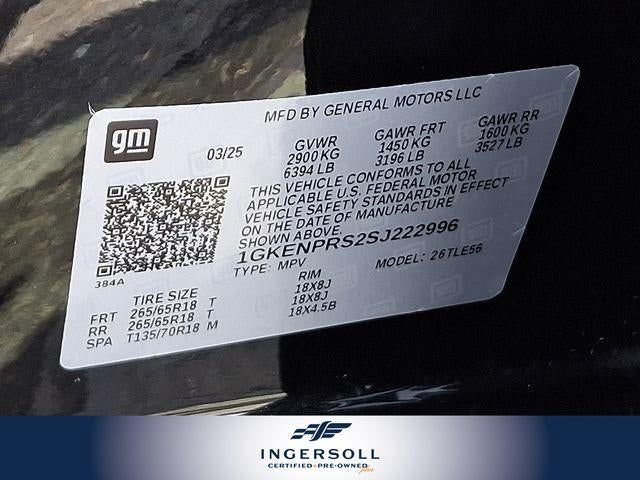 gm
MFD BY GENERAL MOTORS LLC
03/25
GVWR GAWR FRT GAWR RR
2900 KG 1450 KG 1600 KG
6394 LB 3196 LB 3527 LB
THIS VEHICLE CONFORMS TO ALL
APPLICABLE U.S. FEDERAL MOTOR
VEHICLE SAFETY STANDARDS IN EFFECT
ON THE DATE OF MANUFACTURE
SHOWN ABOVE.
1GKENPRS2SJ222996
TYPE: MPV MODEL: 26TLE56
384A
TIRE SIZE RIM
FRT 265/65R18 T 18X8J
RR 265/65R18 T 18X8J
SPA T135/70R18 M 18X4.5B
INGERSOLL
CERTIFIED • PRE-OWNED plus